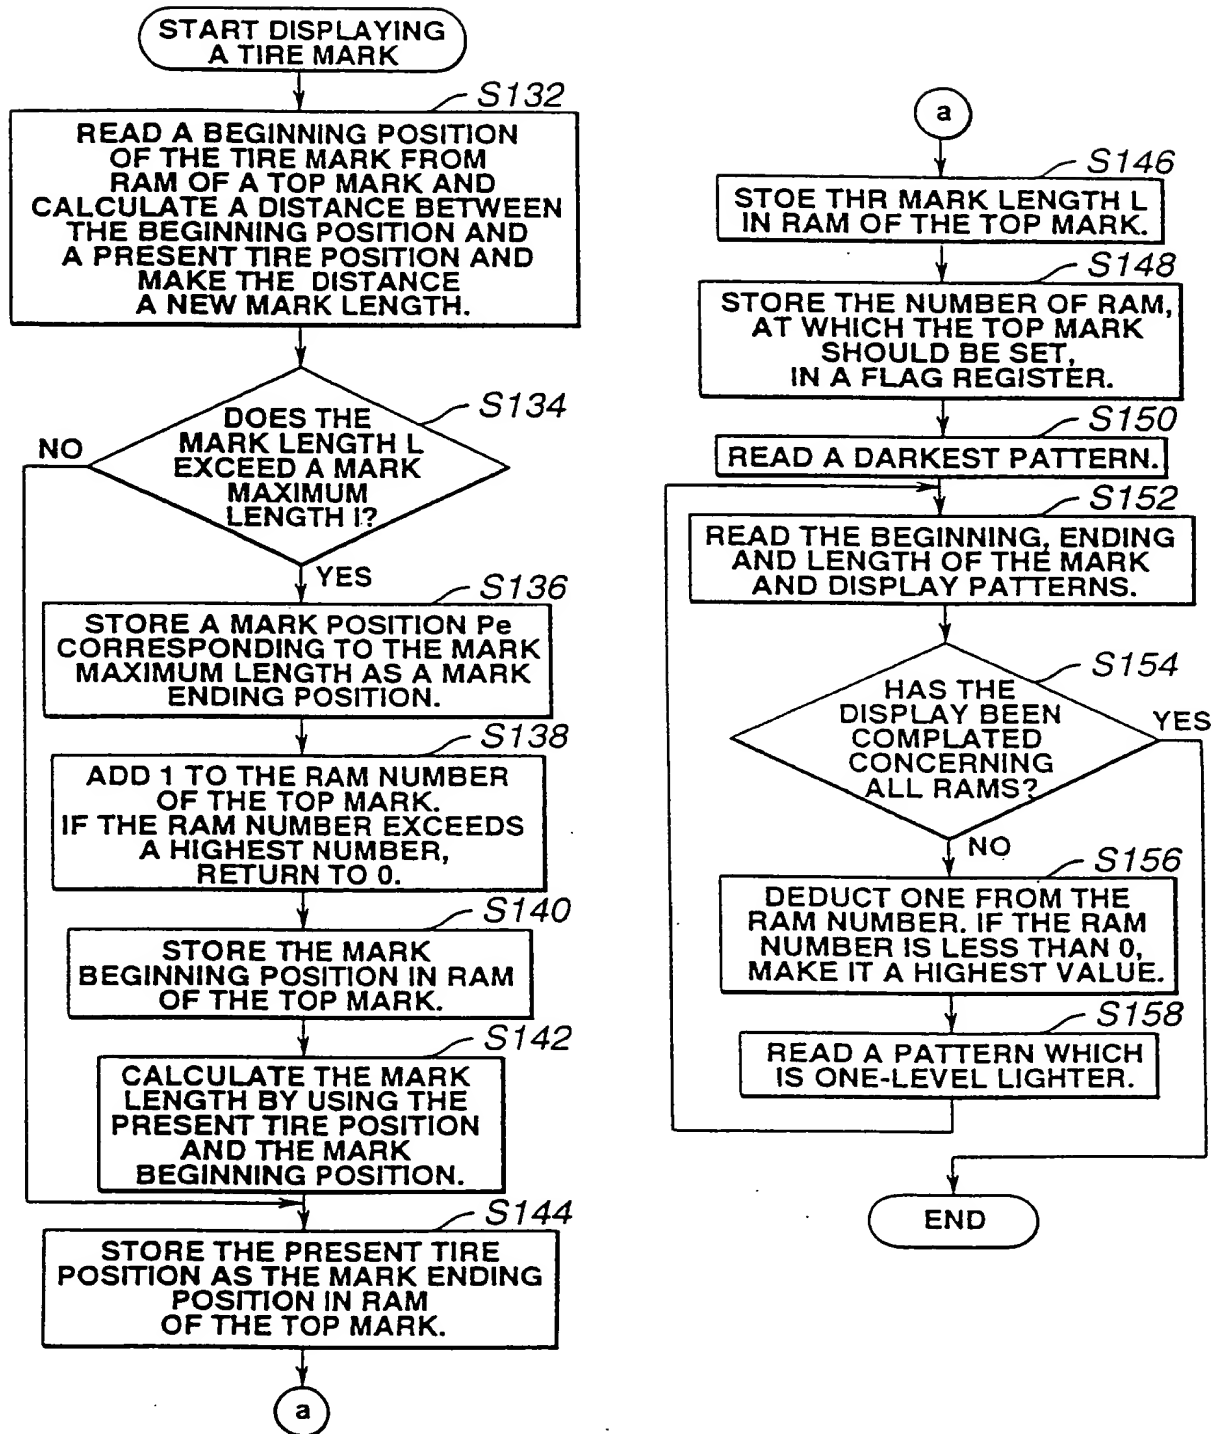 START DISPLAYING
A TIRE MARK
S132
READ A BEGINNING POSITION
OF THE TIRE MARK FROM
RAM OF A TOP MARK AND
CALCULATE A DISTANCE BETWEEN
THE BEGINNING POSITION AND
A PRESENT TIRE POSITION AND
MAKE THE DISTANCE
A NEW MARK LENGTH.
S134
DOES THE
MARK LENGTH L
EXCEED A MARK
MAXIMUM
LENGTH l?
NO
YES
S136
STORE A MARK POSITION Pe
CORRESPONDING TO THE MARK
MAXIMUM LENGTH AS A MARK
ENDING POSITION.
S138
ADD 1 TO THE RAM NUMBER
OF THE TOP MARK.
IF THE RAM NUMBER EXCEEDS
A HIGHEST NUMBER,
RETURN TO 0.
S140
STORE THE MARK
BEGINNING POSITION IN RAM
OF THE TOP MARK.
S142
CALCULATE THE MARK
LENGTH BY USING THE
PRESENT TIRE POSITION
AND THE MARK
BEGINNING POSITION.
S144
STORE THE PRESENT TIRE
POSITION AS THE MARK ENDING
POSITION IN RAM
OF THE TOP MARK.
a
a
S146
STOE THR MARK LENGTH L
IN RAM OF THE TOP MARK.
S148
STORE THE NUMBER OF RAM,
AT WHICH THE TOP MARK
SHOULD BE SET,
IN A FLAG REGISTER.
S150
READ A DARKEST PATTERN.
S152
READ THE BEGINNING, ENDING
AND LENGTH OF THE MARK
AND DISPLAY PATTERNS.
S154
HAS THE
DISPLAY BEEN
COMPLATED
CONCERNING
ALL RAMS?
YES
NO
S156
DEDUCT ONE FROM THE
RAM NUMBER. IF THE RAM
NUMBER IS LESS THAN 0,
MAKE IT A HIGHEST VALUE.
S158
READ A PATTERN WHICH
IS ONE-LEVEL LIGHTER.
END